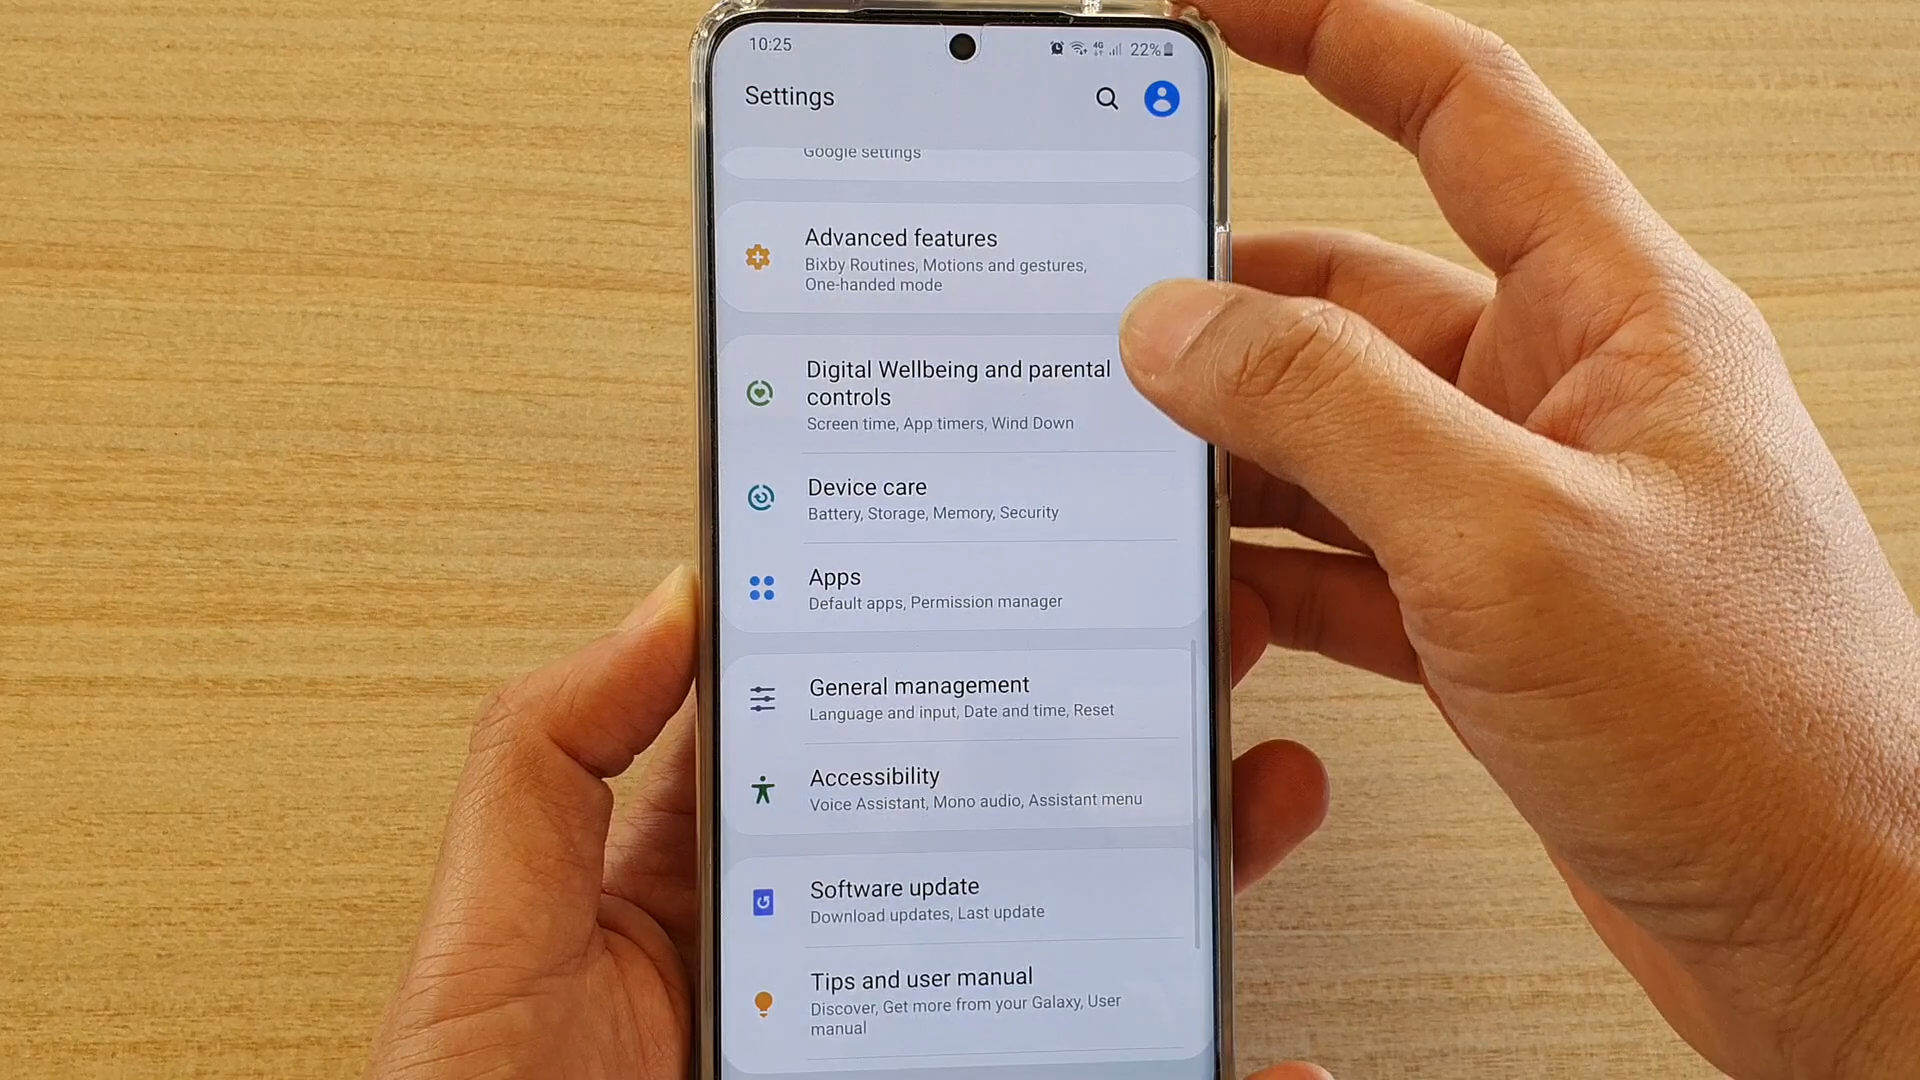 10:25
4G
22%
Settings
Google settings
Advanced features
Bixby Routines, Motions and gestures,
One-handed mode
Digital Wellbeing and parental
controls
Screen time, App timers, Wind Down
Device care
Battery, Storage, Memory, Security
Apps
Default apps, Permission manager
General management
Language and input, Date and time, Reset
Accessibility
Voice Assistant, Mono audio, Assistant menu
Software update
Download updates, Last update
Tips and user manual
Discover, Get more from your Galaxy, User
manual